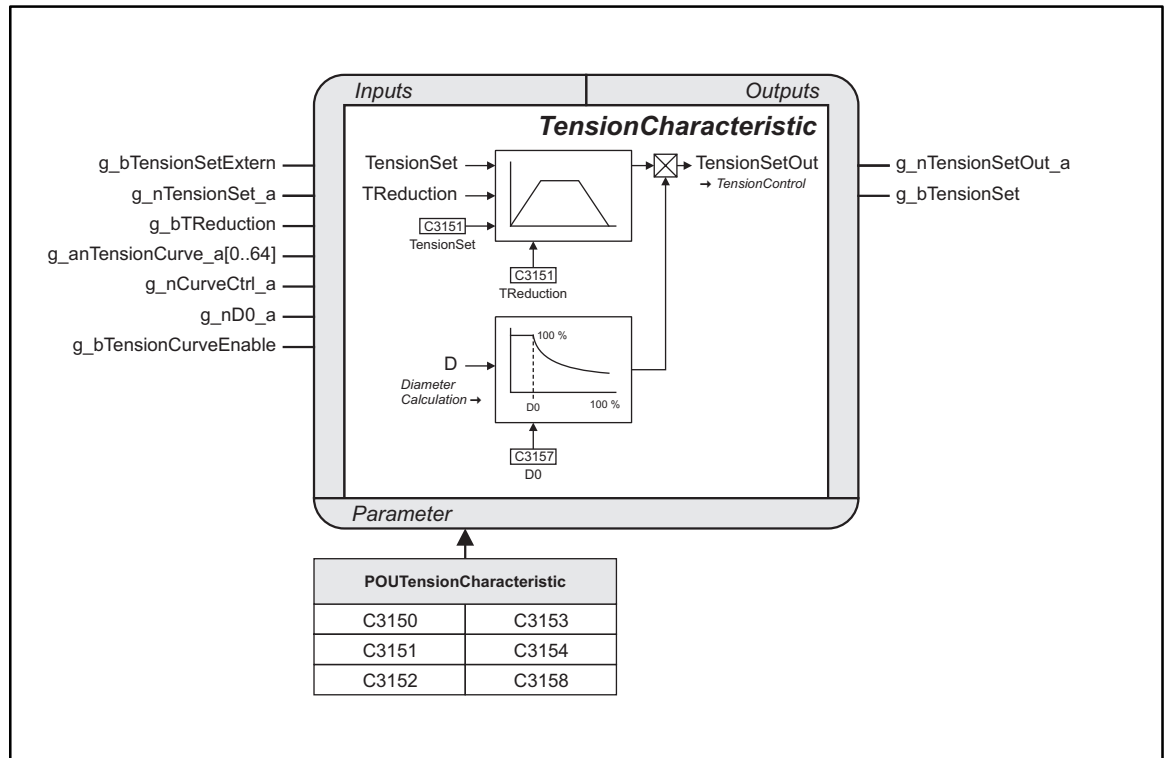 Inputs
Outputs
TensionCharacteristic
g_bTensionSetExtern
g_nTensionSet_a
g_bTReduction
g_anTensionCurve_a[0..64]
g_nCurveCtrl_a
g_nD0_a
g_bTensionCurveEnable
TensionSet
TReduction
C3151
TensionSet
C3151
TReduction
TensionSetOut
→ TensionControl
g_nTensionSetOut_a
g_bTensionSet
D
Diameter
Calculation →
100 %
D0
100 %
C3157
D0
Parameter
POUTensionCharacteristic
C3150 C3153
C3151 C3154
C3152 C3158